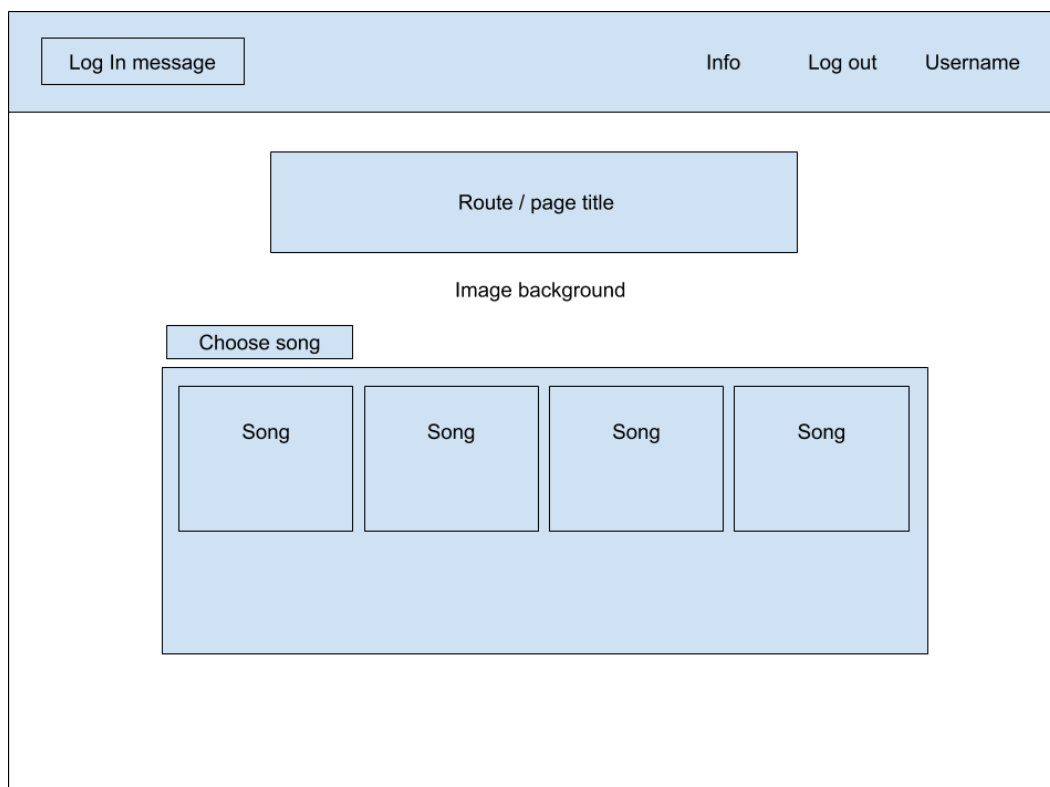 Log In message
Info
Log out
Username
Route / page title
Image background
Choose song
Song
Song
Song
Song